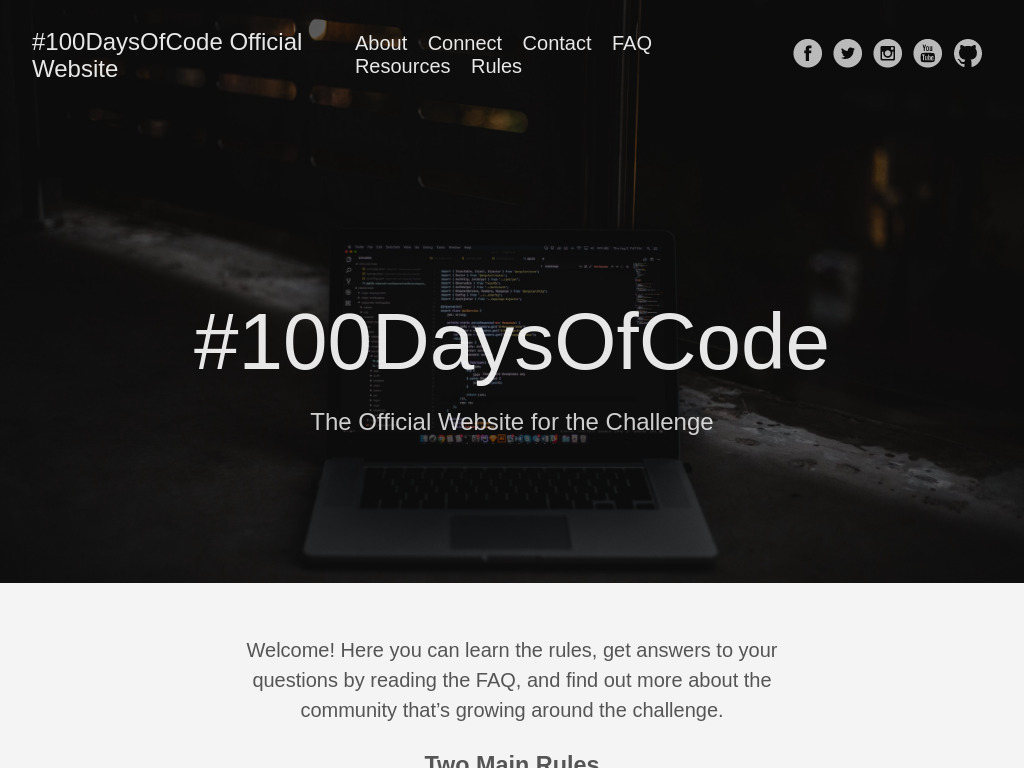 #100DaysOfCode Official
Website
About Connect Contact FAQ
Resources Rules
You
Tube
#100DaysOfCode
The Official Website for the Challenge
Welcome! Here you can learn the rules, get answers to your
questions by reading the FAQ, and find out more about the
community that’s growing around the challenge.
Two Main Rules